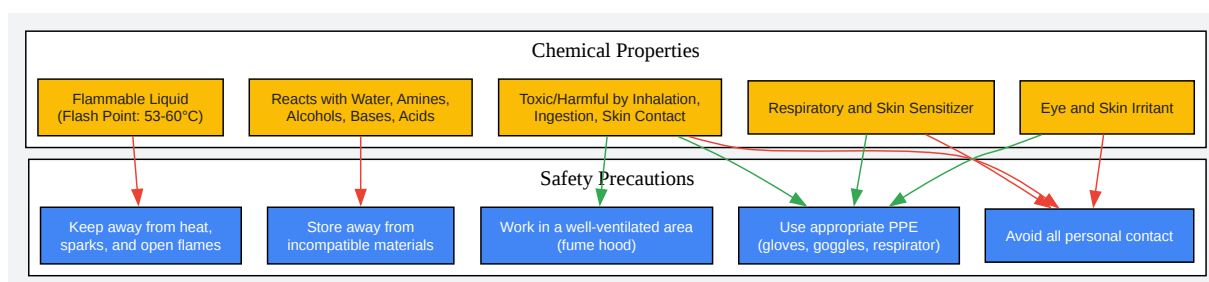 Chemical Properties
Flammable Liquid
(Flash Point: 53-60°C)
Reacts with Water, Amines,
Alcohols, Bases, Acids
Toxic/Harmful by Inhalation,
Ingestion, Skin Contact
Respiratory and Skin Sensitizer
Eye and Skin Irritant
Safety Precautions
Keep away from heat,
sparks, and open flames
Store away from
incompatible materials
Work in a well-ventilated area
(fume hood)
Use appropriate PPE
(gloves, goggles, respirator)
Avoid all personal contact